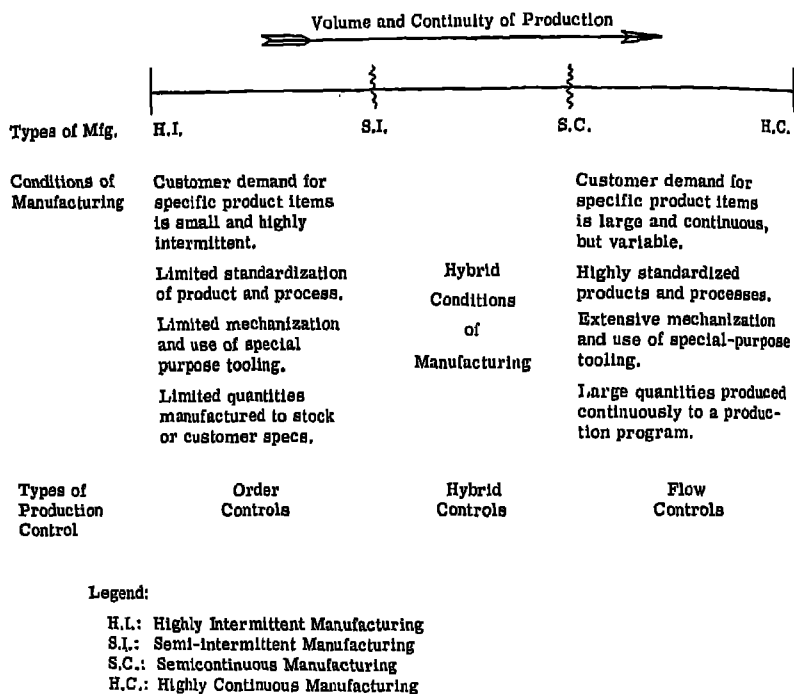 Volume and Continuity of Production
Types of Mfg. H.I. S.I. S.C. H.C.
Conditions of
Manufacturing
Customer demand for
specific product items
is small and highly
intermittent.
Limited standardization
of product and process.
Limited mechanization
and use of special
purpose tooling.
Limited quantities
manufactured to stock
or customer specs.
Hybrid
Conditions
of
Manufacturing
Customer demand for
specific product items
is large and continuous,
but variable.
Highly standardized
products and processes.
Extensive mechanization
and use of special-purpose
tooling.
Large quantities produced
continuously to a produc-
tion program.
Types of
Production
Control
Order
Controls
Hybrid
Controls
Flow
Controls
Legend:
H.I.: Highly Intermittent Manufacturing
S.I.: Semi-intermittent Manufacturing
S.C.: Semicontinuous Manufacturing
H.C.: Highly Continuous Manufacturing